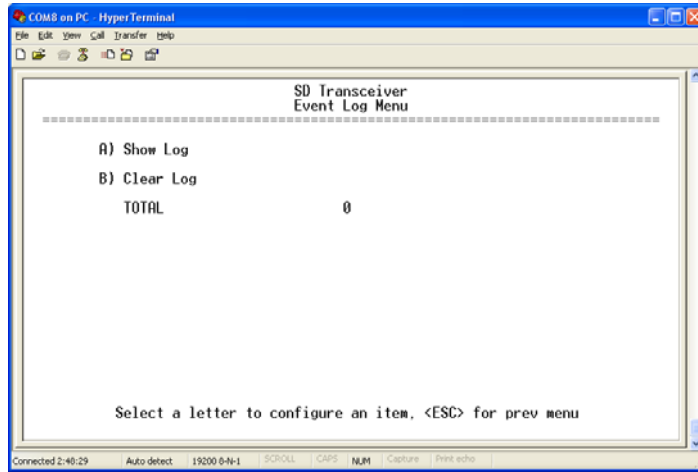 COM8 on PC - HyperTerminal
File Edit View Call Transfer Help
SD Transceiver
Event Log Menu
================================================================================
A) Show Log
B) Clear Log
TOTAL 0
Select a letter to configure an item, <ESC> for prev menu
Connected 2:48:29 Auto detect 19200 8-N-1 SCROLL CAPS NUM Capture Print echo